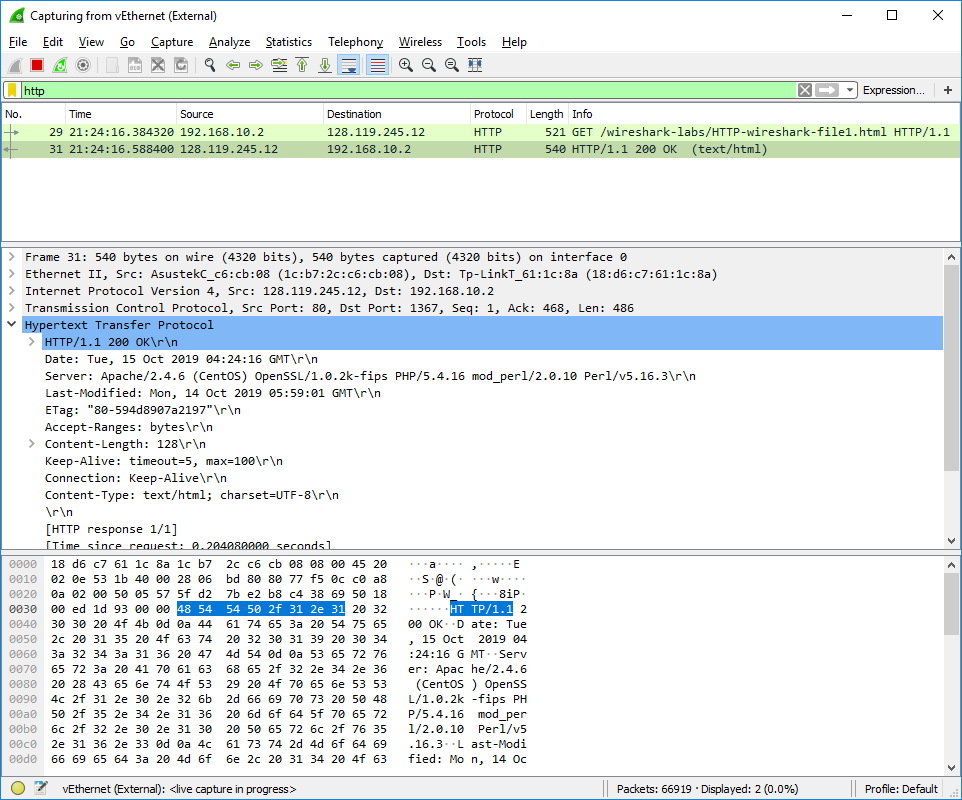 Capturing from vEthernet (External)
File Edit View Go Capture Analyze Statistics Telephony Wireless Tools Help
http Expression... +
No. Time Source Destination Protocol Length Info
29 21:24:16.384320 192.168.10.2 128.119.245.12 HTTP 521 GET /wireshark-labs/HTTP-wireshark-file1.html HTTP/1.1
31 21:24:16.588400 128.119.245.12 192.168.10.2 HTTP 540 HTTP/1.1 200 OK (text/html)
Frame 31: 540 bytes on wire (4320 bits), 540 bytes captured (4320 bits) on interface 0
Ethernet II, Src: AsustekC_c6:cb:08 (1c:b7:2c:c6:cb:08), Dst: Tp-LinkT_61:1c:8a (18:d6:c7:61:1c:8a)
Internet Protocol Version 4, Src: 128.119.245.12, Dst: 192.168.10.2
Transmission Control Protocol, Src Port: 80, Dst Port: 1367, Seq: 1, Ack: 468, Len: 486
Hypertext Transfer Protocol
HTTP/1.1 200 OK\r\n
Date: Tue, 15 Oct 2019 04:24:16 GMT\r\n
Server: Apache/2.4.6 (CentOS) OpenSSL/1.0.2k-fips PHP/5.4.16 mod_perl/2.0.10 Perl/v5.16.3\r\n
Last-Modified: Mon, 14 Oct 2019 05:59:01 GMT\r\n
ETag: "80-594d8907a2197"\r\n
Accept-Ranges: bytes\r\n
Content-Length: 128\r\n
Keep-Alive: timeout=5, max=100\r\n
Connection: Keep-Alive\r\n
Content-Type: text/html; charset=UTF-8\r\n
\r\n
[HTTP response 1/1]
[Time since request: 0.204080000 seconds]
0000 18 d6 c7 61 1c 8a 1c b7 2c c6 cb 08 08 00 45 20 ···a···· ,·····E
0010 02 0e 53 1b 40 00 28 06 bd 80 80 77 f5 0c c0 a8 ··S·@·(· ···w····
0020 0a 02 00 50 05 57 5f d2 7b e2 b8 c4 38 69 50 18 ···P·W_· {···8iP·
0030 00 ed 1d 93 00 00 48 54 54 50 2f 31 2e 31 20 32 ······HT TP/1.1 2
0040 30 30 20 4f 4b 0d 0a 44 61 74 65 3a 20 54 75 65 00 OK··D ate: Tue
0050 2c 20 31 35 20 4f 63 74 20 32 30 31 39 20 30 34 , 15 Oct 2019 04
0060 3a 32 34 3a 31 36 20 47 4d 54 0d 0a 53 65 72 76 :24:16 G MT··Serv
0070 65 72 3a 20 41 70 61 63 68 65 2f 32 2e 34 2e 36 er: Apac he/2.4.6
0080 20 28 43 65 6e 74 4f 53 29 20 4f 70 65 6e 53 53 (CentOS ) OpenSS
0090 4c 2f 31 2e 30 2e 32 6b 2d 66 69 70 73 20 50 48 L/1.0.2k -fips PH
00a0 50 2f 35 2e 34 2e 31 36 20 6d 6f 64 5f 70 65 72 P/5.4.16 mod_per
00b0 6c 2f 32 2e 30 2e 31 30 20 50 65 72 6c 2f 76 35 l/2.0.10 Perl/v5
00c0 2e 31 36 2e 33 0d 0a 4c 61 73 74 2d 4d 6f 64 69 .16.3··L ast-Modi
00d0 66 69 65 64 3a 20 4d 6f 6e 2c 20 31 34 20 4f 63 fied: Mo n, 14 Oc
vEthernet (External): <live capture in progress> Packets: 66919 · Displayed: 2 (0.0%) Profile: Default